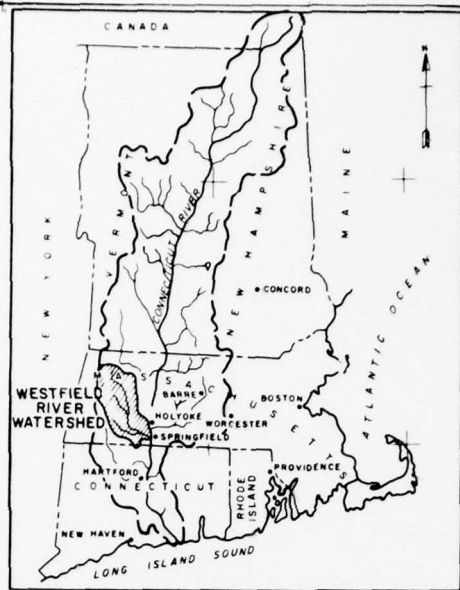 CANADA
N
VERMONT
NEW HAMPSHIRE
MAINE
NEW YORK
CONNECTICUT RIVER
CONCORD
ATLANTIC OCEAN
MASSACHUSETTS
BARRE
BOSTON
WESTFIELD
RIVER
WATERSHED
HOLYOKE
WORCESTER
SPRINGFIELD
HARTFORD
PROVIDENCE
CONNECTICUT
RHODE
ISLAND
NEW HAVEN
LONG ISLAND SOUND